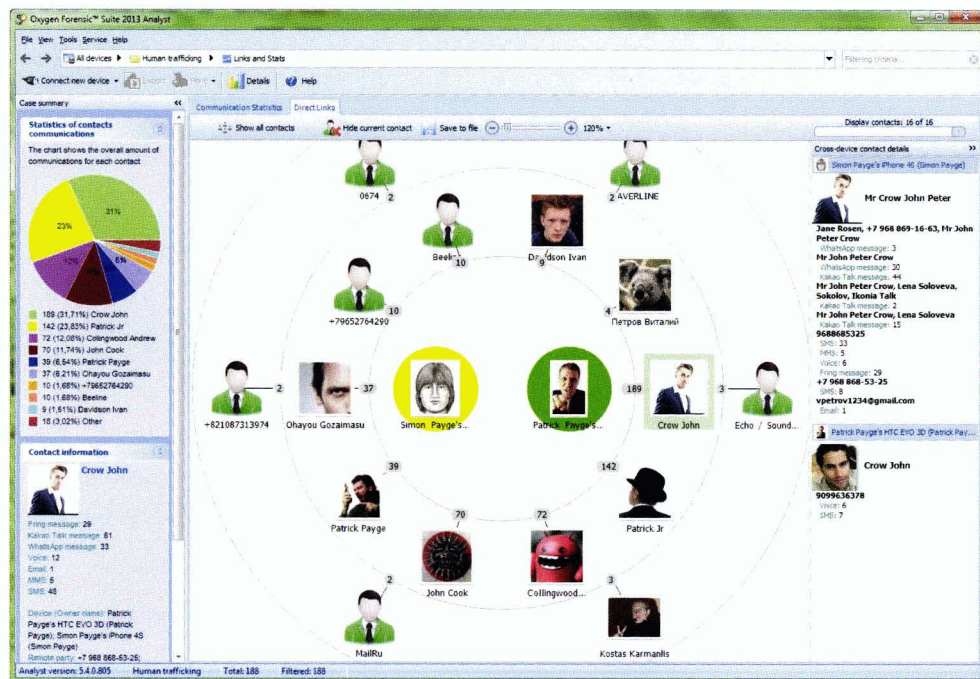 Oxygen Forensic™ Suite 2013 Analyst
File View Tools Service Help
All devices Human trafficking Links and Stats
Filtering criteria...
Connect new device Export Details Help
Case summary
Statistics of contacts communications
The chart shows the overall amount of
communications for each contact
31%
23%
6%
189 (31,71%) Crow John
142 (23,83%) Patrick Jr
72 (12,08%) Collingwood Andrew
70 (11,74%) John Cook
39 (6,54%) Patrick Payge
37 (6,21%) Ohayou Gozaimasu
10 (1,68%) +79652764290
10 (1,68%) Beeline
9 (1,51%) Davidson Ivan
18 (3,02%) Other
Contact information
Crow John
Fring message: 29
Kakao Talk message: 61
WhatsApp message: 33
Voice: 12
Email: 1
MMS: 5
SMS: 48
Device (Owner name): Patrick
Payge's HTC EVO 3D (Patrick
Payge); Simon Payge's iPhone 4S
(Simon Payge)
Remote party: +7 968 868-53-25;
Communication Statistics Direct Links
Show all contacts Hide current contact Save to file 120%
2
0674
2
AVERLINE
Beeline
10
Davidson Ivan
9
10
+79652764290
4
Петров Виталий
2
+821087313974
37
Ohayou Gozaimasu
Simon Payge's...
Patrick Payge's...
189
Crow John
3
Echo / Sound...
39
Patrick Payge
142
Patrick Jr
70
John Cook
72
Collingwood...
2
MailRu
3
Kostas Karmanlis
Display contacts: 16 of 16
Cross-device contact details
Simon Payge's iPhone 4S (Simon Payge)
Mr Crow John Peter
Jane Rosen, +7 968 869-16-63, Mr John
Peter Crow
WhatsApp message: 3
Mr John Peter Crow
WhatsApp message: 30
Kakao Talk message: 44
Mr John Peter Crow, Lena Soloveva,
Sokolov, Ikonia Talk
Kakao Talk message: 2
Mr John Peter Crow, Lena Soloveva
Kakao Talk message: 15
9688685325
SMS: 33
MMS: 5
Voice: 6
Fring message: 29
+7 968 868-53-25
SMS: 8
vpetrov1234@gmail.com
Email: 1
Patrick Payge's HTC EVO 3D (Patrick Pay...
Crow John
9099636378
Voice: 6
SMS: 7
Analyst version: 5.4.0.805 Human trafficking Total: 188 Filtered: 188